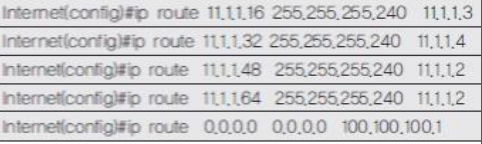 Internet(config)#ip route 11.1.1.16 255.255.255.240 11.1.1.3
Internet(config)#ip route 11.1.1.32 255.255.255.240 11.1.1.4
Internet(config)#ip route 11.1.1.48 255.255.255.240 11.1.1.2
Internet(config)#ip route 11.1.1.64 255.255.255.240 11.1.1.2
Internet(config)#ip route 0.0.0.0 0.0.0.0 100.100.100.1